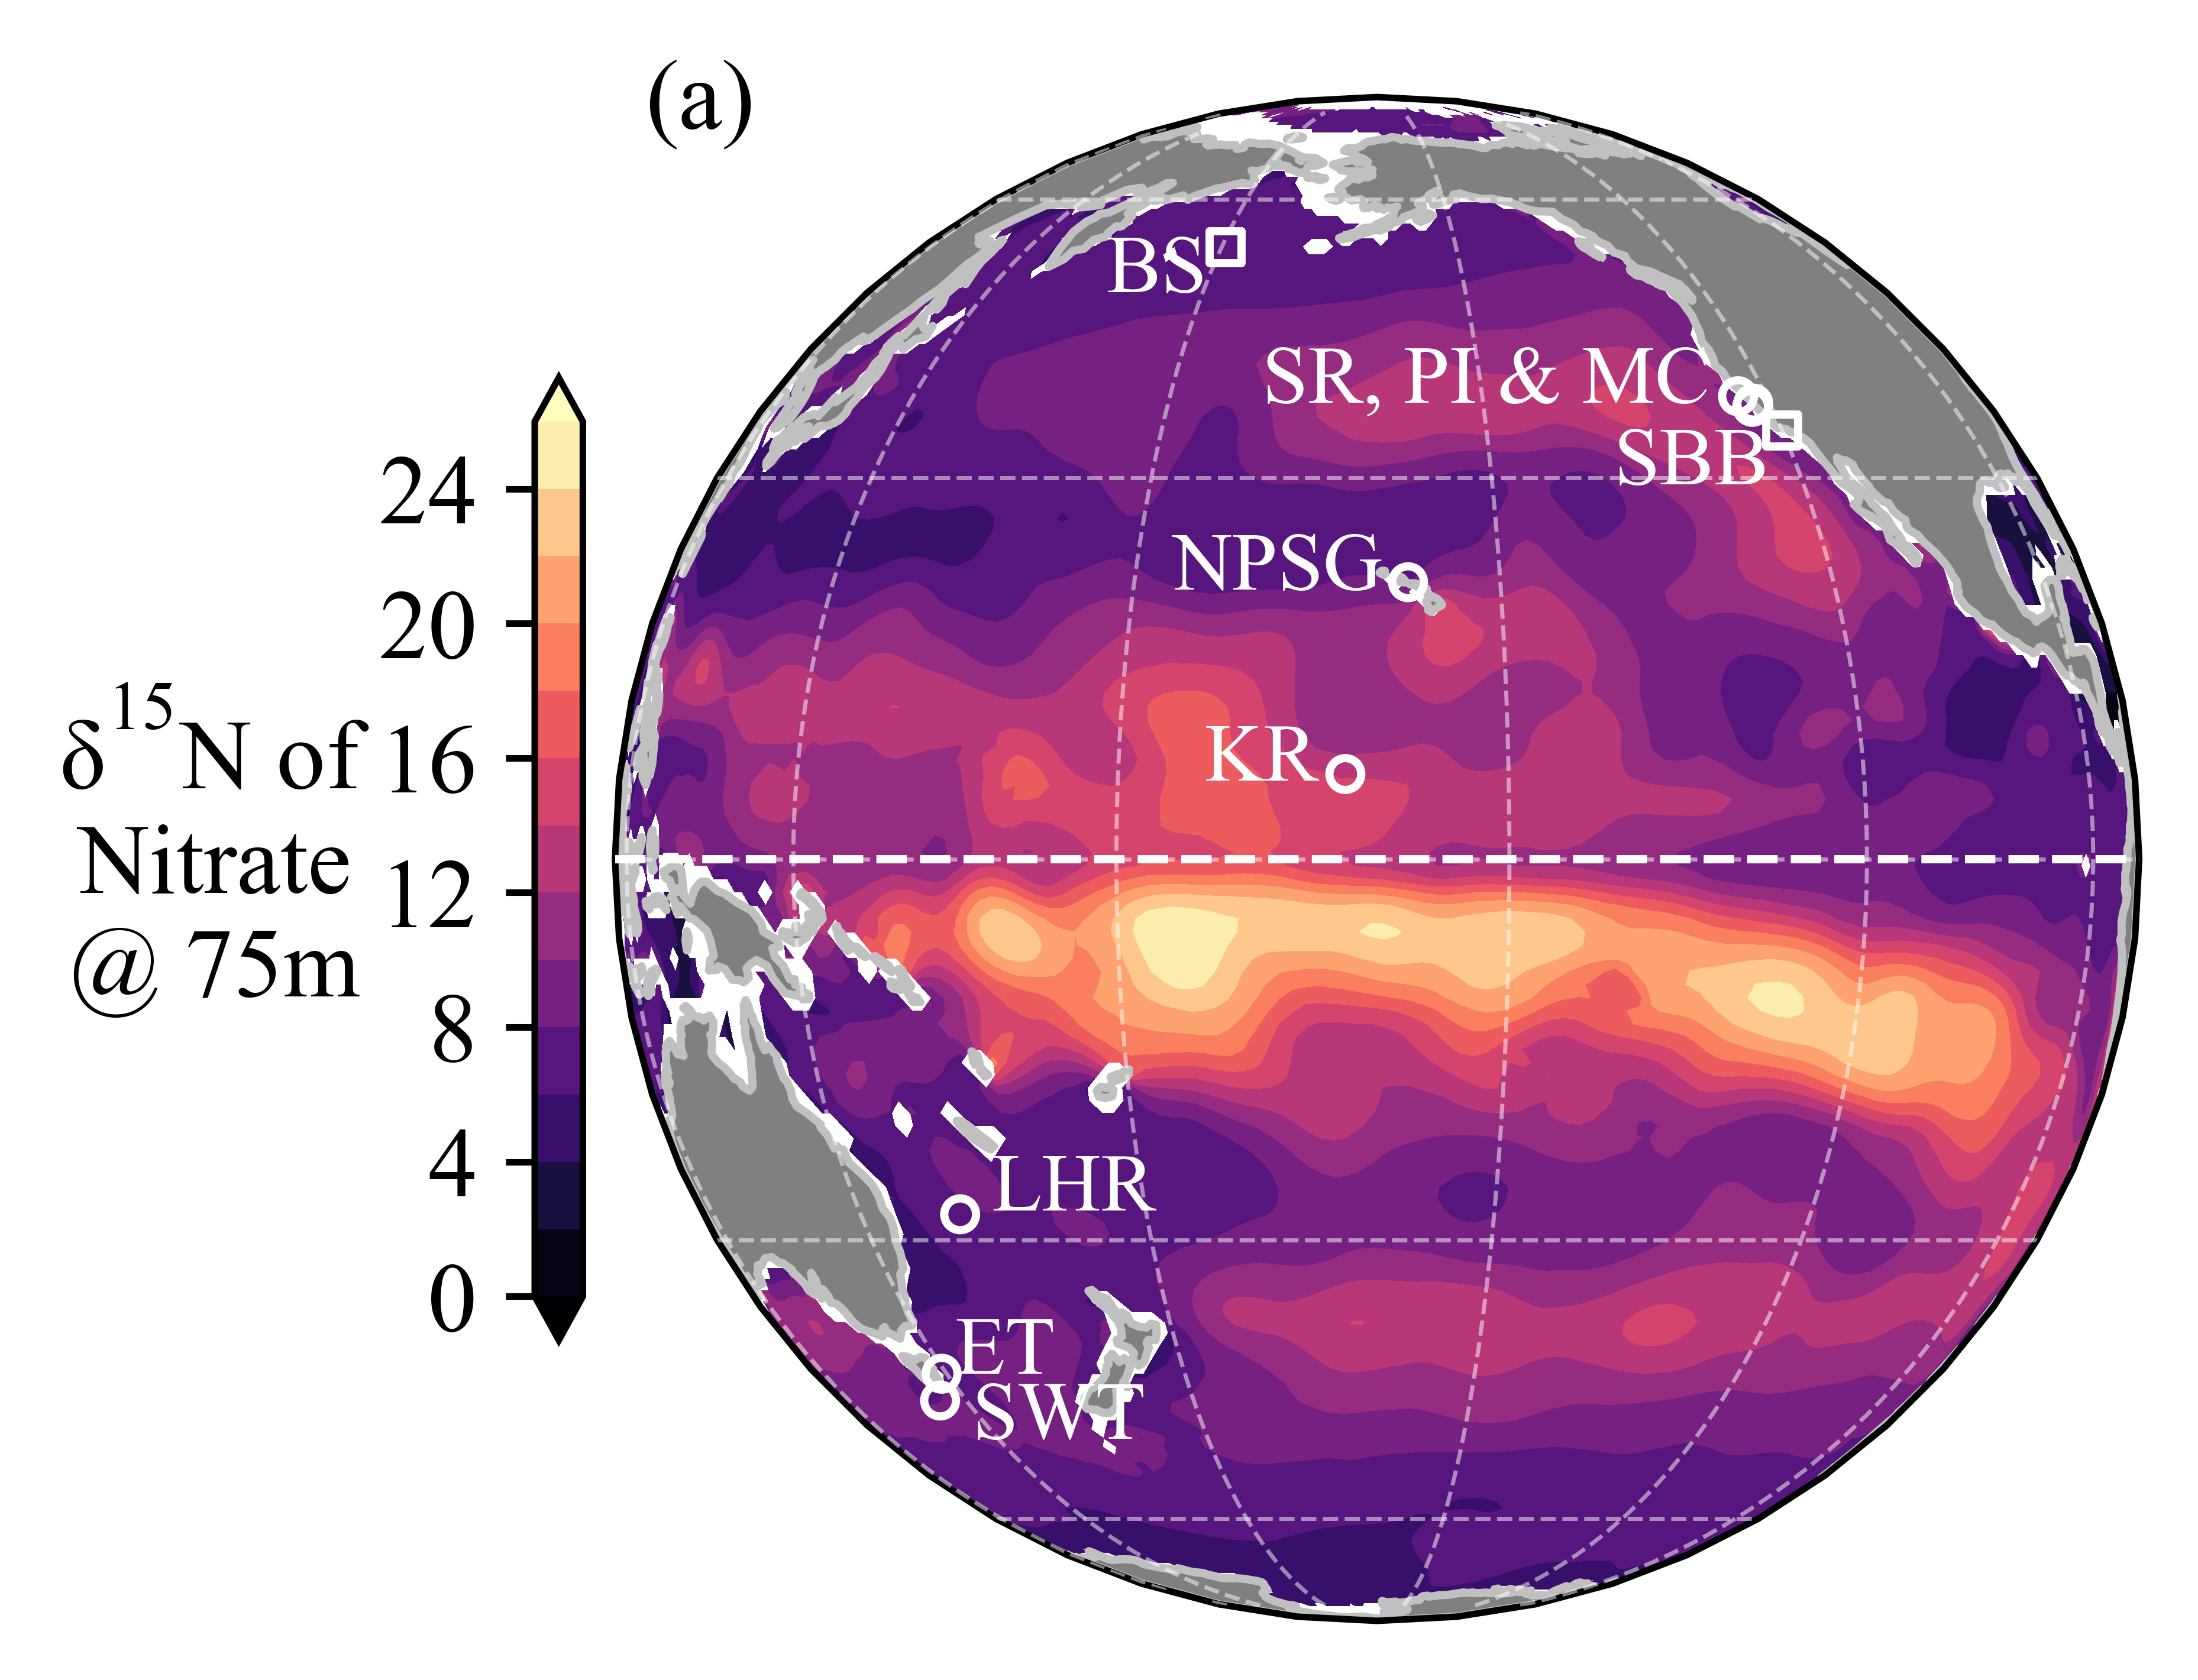 (a)
BS
SR, PI & MC
SBB
NPSG
KR
LHR
ET
SWT
24
20
16
12
8
4
0
δ¹⁵N of
Nitrate
@ 75m